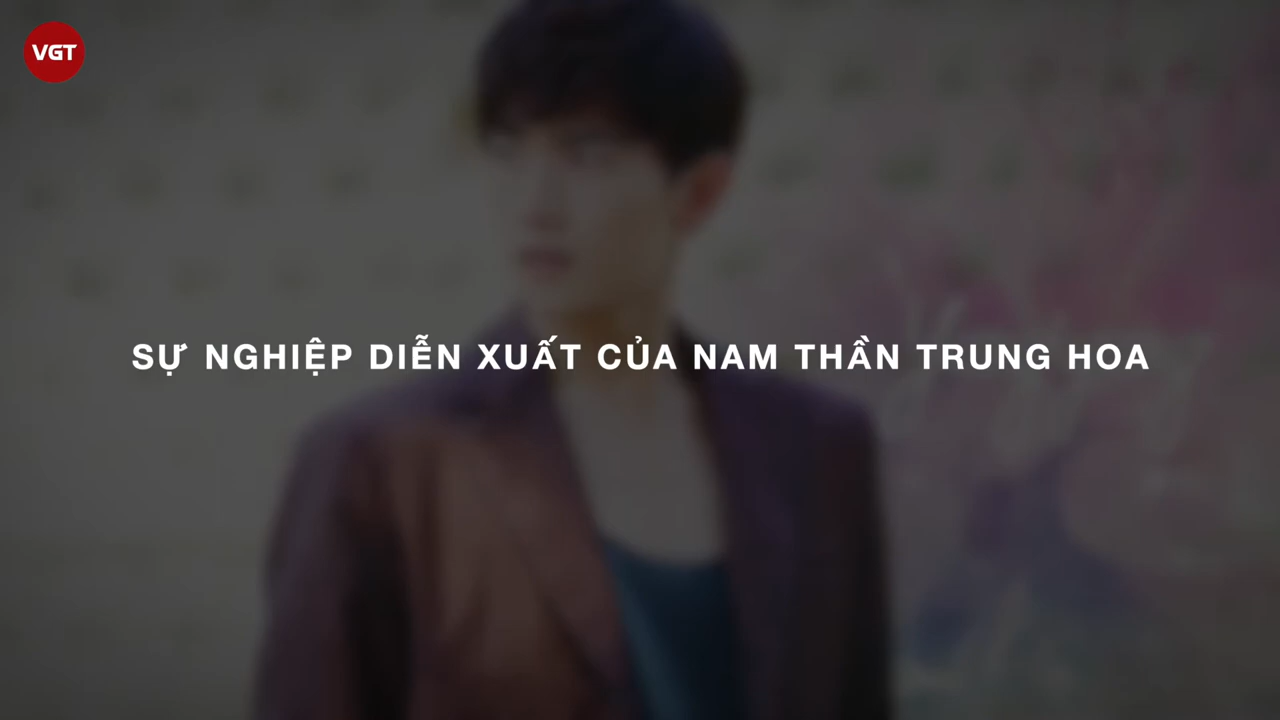 VGT
SỰ NGHIỆP DIỄN XUẤT CỦA NAM THẦN TRUNG HOA